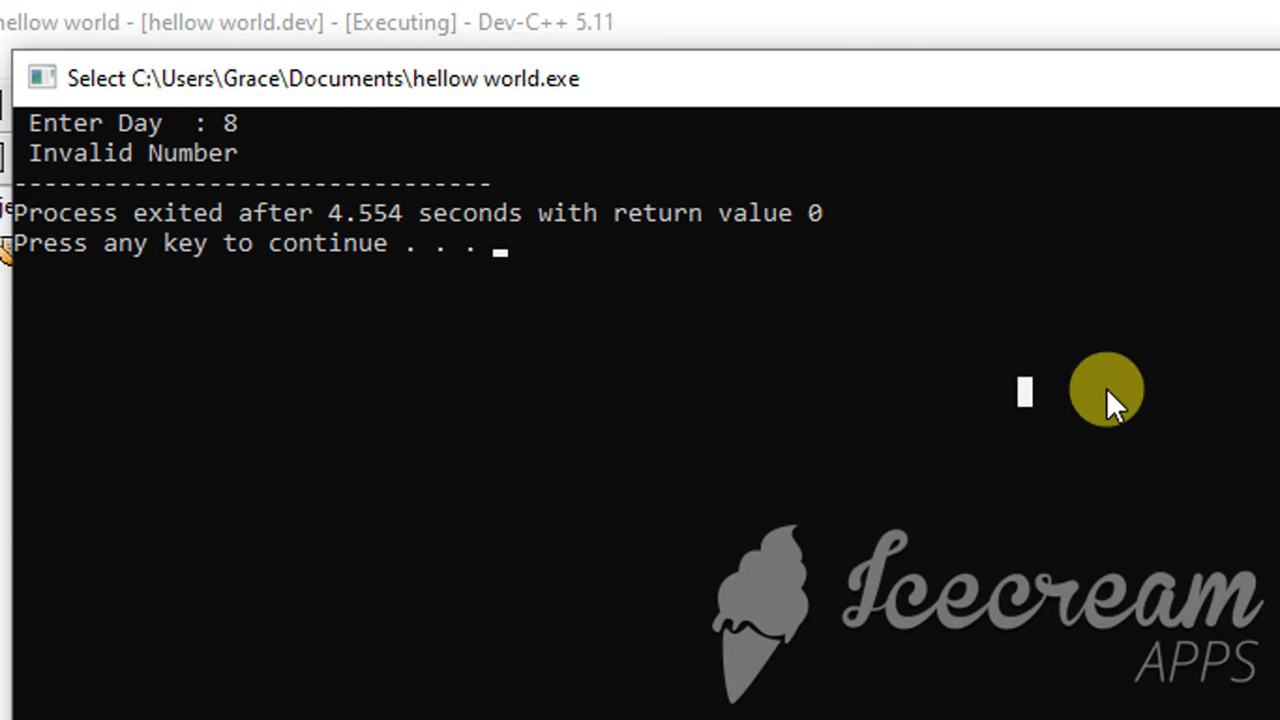 hellow world - [hellow world.dev] - [Executing] - Dev-C++ 5.11
Select C:\Users\Grace\Documents\hellow world.exe
Enter Day  : 8
Invalid Number
--------------------------------
Process exited after 4.554 seconds with return value 0
Press any key to continue . . .
Icecream
APPS